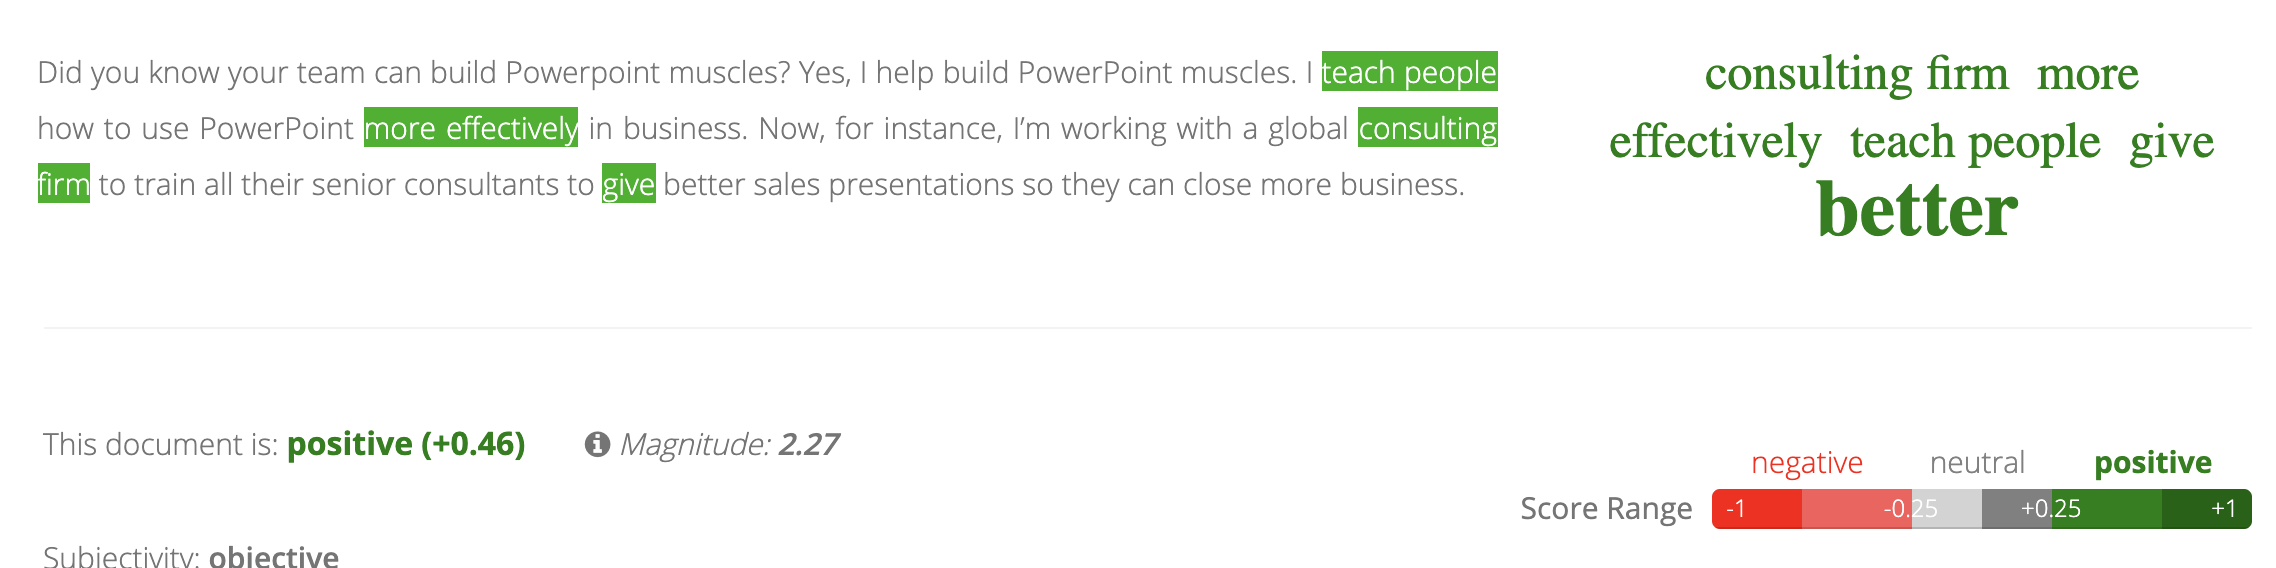 Did you know your team can build Powerpoint muscles? Yes, I help build PowerPoint muscles. I teach people
how to use PowerPoint more effectively in business. Now, for instance, I’m working with a global consulting
firm to train all their senior consultants to give better sales presentations so they can close more business.
consulting firm more
effectively teach people give
better
This document is: positive (+0.46) Magnitude: 2.27
negative neutral positive
Score Range -1 -0.25 +0.25 +1
Subjectivity: objective